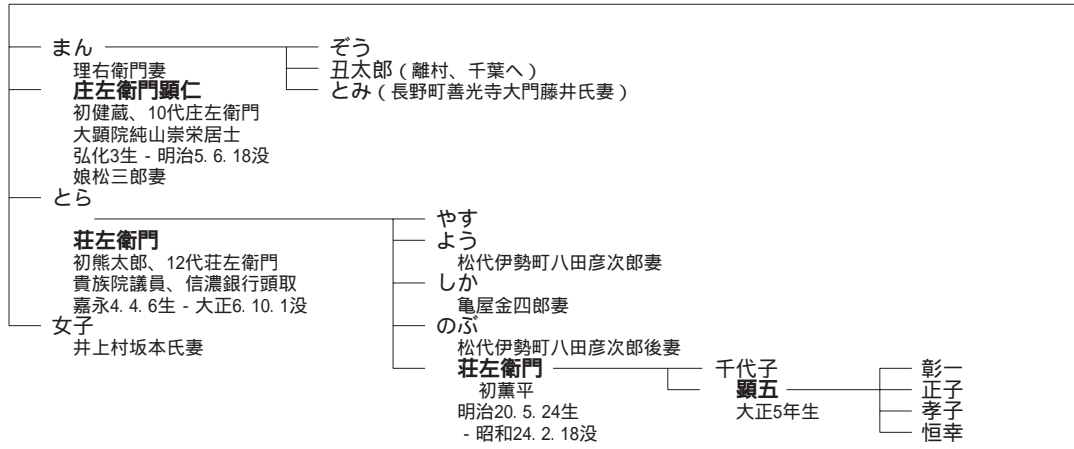 まん
理右衛門妻
ぞう
丑太郎（離村、千葉へ）
とみ（長野町善光寺大門藤井氏妻）
庄左衛門顕仁
初健蔵、10代庄左衛門
大顕院純山崇栄居士
弘化3生 - 明治5. 6. 18没
娘松三郎妻
とら
荘左衛門
初熊太郎、12代荘左衛門
貴族院議員、信濃銀行頭取
嘉永4. 4. 6生 - 大正6. 10. 1没
やす
よう
松代伊勢町八田彦次郎妻
しか
亀屋金四郎妻
のぶ
松代伊勢町八田彦次郎後妻
荘左衛門
初薫平
明治20. 5. 24生
- 昭和24. 2. 18没
千代子
顕五
大正5年生
彰一
正子
孝子
恒幸
女子
井上村坂本氏妻